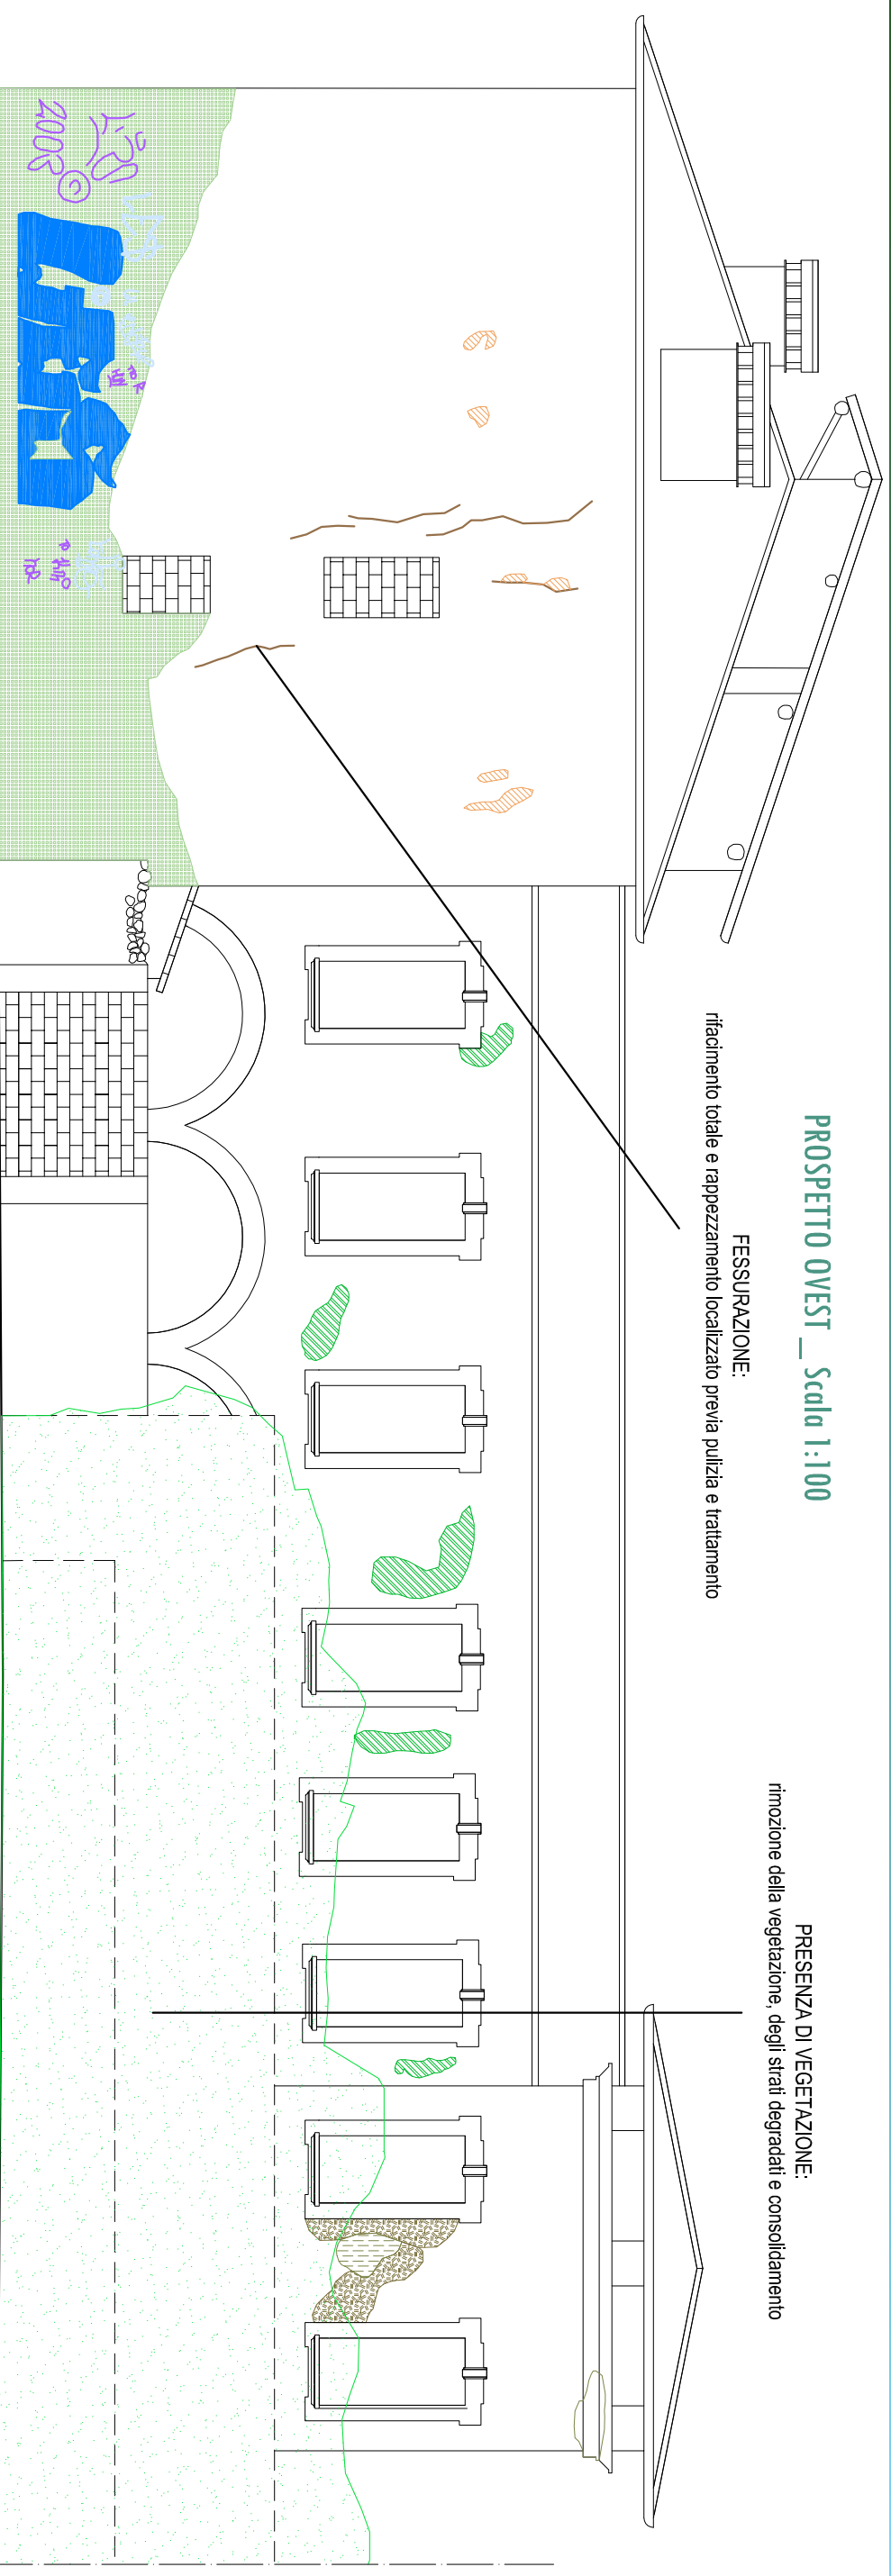 PROSPETTO OVEST _ Scala 1:100
FESSURAZIONE:
rifacimento totale e rappezzamento localizzato previa pulizia e trattamento
PRESENZA DI VEGETAZIONE:
rimozione della vegetazione, degli strati degradati e consolidamento